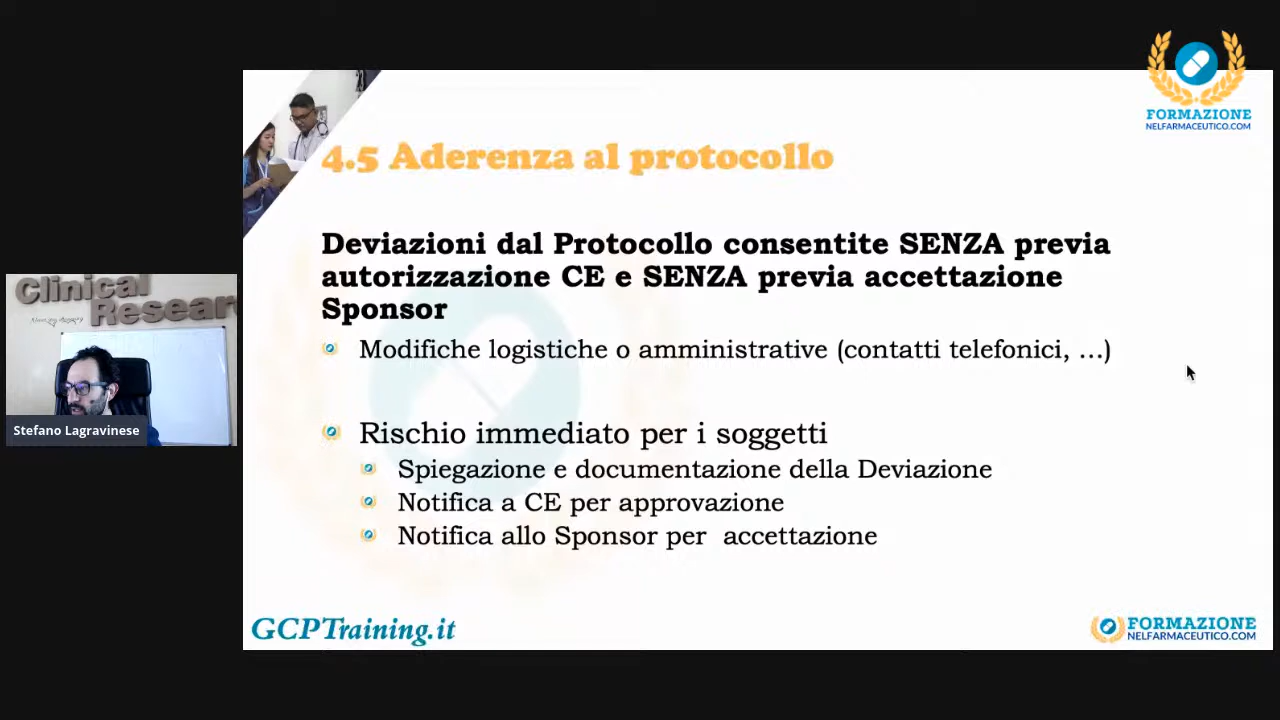 FORMAZIONE
NELFARMACEUTICO.COM
4.5 Aderenza al protocollo
Deviazioni dal Protocollo consentite SENZA previa
autorizzazione CE e SENZA previa accettazione
Sponsor
Modifiche logistiche o amministrative (contatti telefonici, ...)
Rischio immediato per i soggetti
Spiegazione e documentazione della Deviazione
Notifica a CE per approvazione
Notifica allo Sponsor per accettazione
Clinical
Stefano Lagravinese
GCPTraining.it
FORMAZIONE
NELFARMACEUTICO.COM